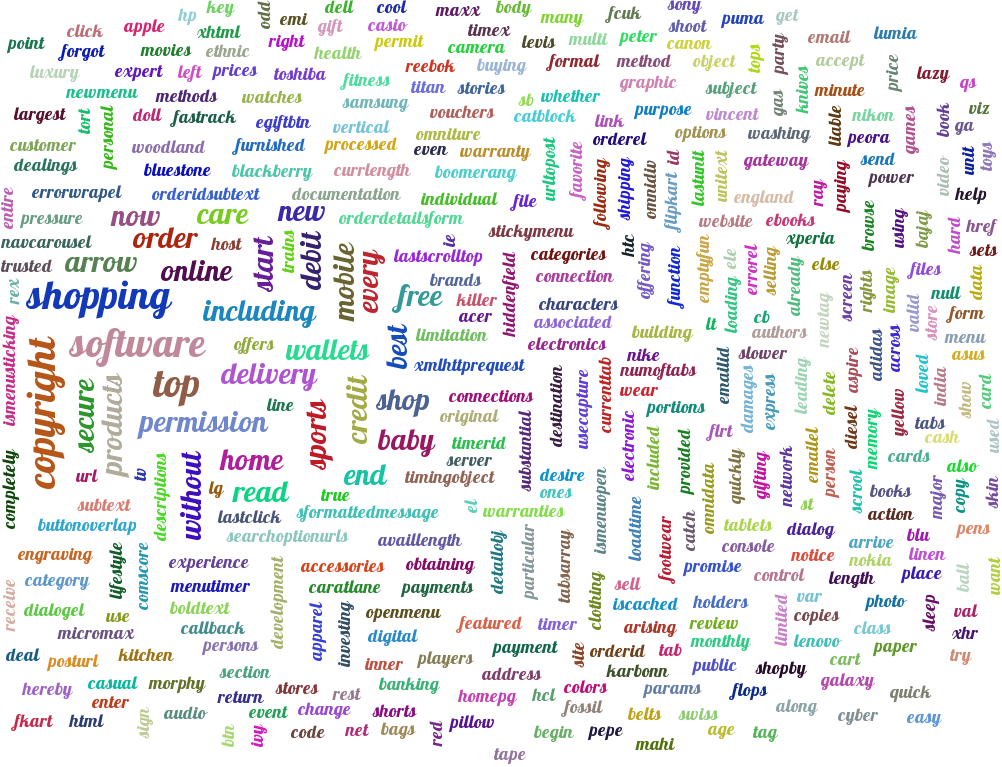 key odd emi dell cool maxx body many fcuk sony
hp click apple xhtml right gift casio timex levis multi peter shoot puma get
point forgot movies ethnic health permit camera formal method canon object tops party email lumia
luxury expert left prices toshiba fitness reebok buying graphic subject knives accept price lazy qs
newmenu methods watches samsung titan stories sb whether purpose vincent gas minute
largest tort personal doll fastrack egiftbtn vertical vouchers catblock link orderel options washing liable nikon games book viz
customer woodland furnished processed omniture even warranty urltopost favorite unitext gateway peora send ga unit toys
dealings bluestone blackberry currlength boomerang following shipping omnidiv flipkart id lastunit ray paying power video
entire errorwrapel orderidsubtext documentation individual file england help
pressure now care new orderdetailsform stickymenu website ebooks browse using bajaj hard href
navcarousel order host start trains debit mobile every ie lastscrolltop categories htc offering function emptyfun ele errorel selling xperia sets
trusted arrow online brands hiddenfield connection loading already else screen rights image files null data
rex shopping including free killer acer characters cb newtag valid store form
ismenusticking software offers wallets best limitation associated building lt authors adidas across menu
copyright electronics nike slower aspire loved india asus
secure products top delivery credit xmlhttprequest numoftabs emailid damages express leading delete show card
permission line sports shop connections destination usecapture currenttab wear portions diesel yellow tabs used
original substantial electronic flrt memory cash
completely url tv descriptions without home baby timerid server included provided quickly gifting network emailel person cards
lg read end timingobject desire omnidata scrool books also major copy skin
subtext true ones ismenuopen st action
buttonoverlap lastclick sformattedmessage el warranties loadtime footwear catch tablets dialog blu pens
searchoptionurls availlength detailobj particular tabsarray console arrive linen
engraving lifestyle comscore experience accessories obtaining promise notice nokia ball want
receive category menutimer development caratlane payments clothing sell control length place
dialogel use boldtext apparel investing openmenu iscached holders limited var photo sleep val
micromax callback digital featured timer arising review copies class xhr
deal posturl kitchen persons inner players payment site orderid tab monthly lenovo paper try
section address karbonn public shopby cart
hereby casual morphy return stores rest banking homepg hcl colors params flops galaxy quick
enter event change shorts fossil belts swiss along cyber
fkart html sign audio btn ivy code net bags red pillow begin pepe age tag easy
mahi
tape